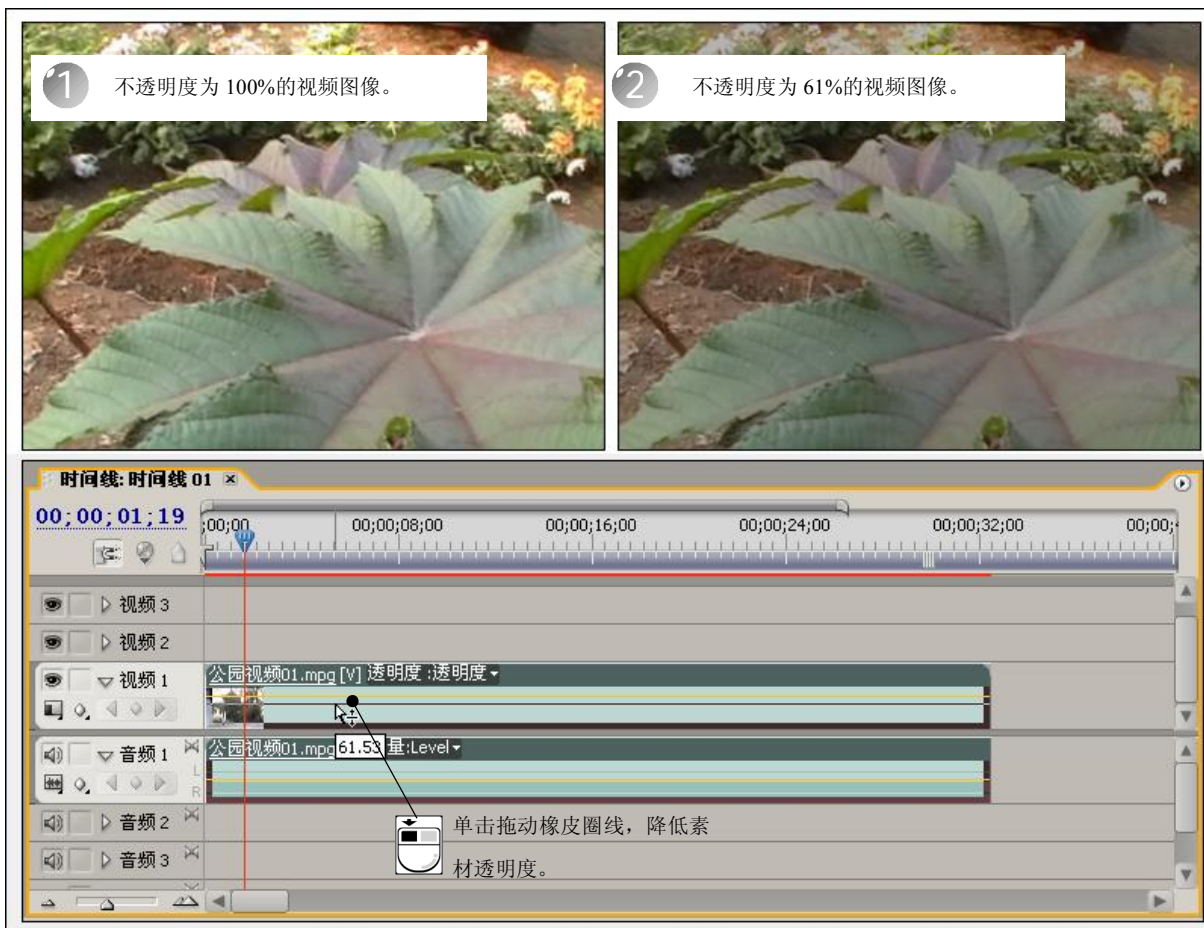 1 不透明度为 100%的视频图像。
2 不透明度为 61%的视频图像。
时间线: 时间线 01
00;00;01;19
;00;00 00;00;08;00 00;00;16;00 00;00;24;00 00;00;32;00 00;00;
视频 3
视频 2
公园视频01.mpg [V] 透明度 :透明度
视频 1
公园视频01.mpg 61.53 量:Level
音频 1
L
R
音频 2
单击拖动橡皮圈线，降低素
材透明度。
音频 3